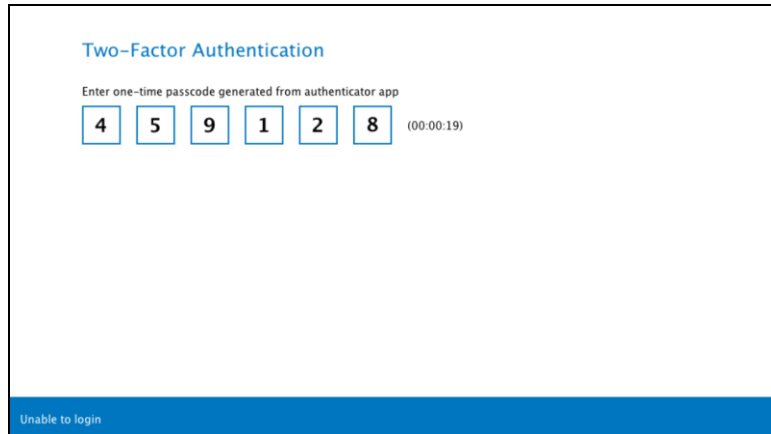 Two-Factor Authentication
Enter one-time passcode generated from authenticator app
4 5 9 1 2 8 (00:00:19)
Unable to login